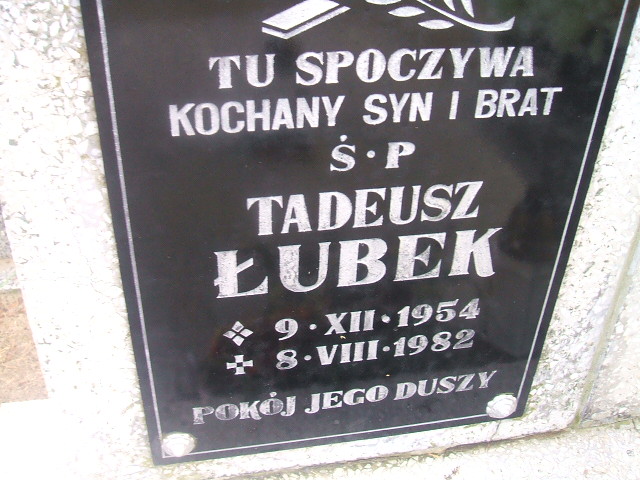 TU SPOCZYWA
KOCHANY SYN I BRAT
Ś·P
TADEUSZ
ŁUBEK
9·XII·1954
8·VIII·1982
POKÓJ JEGO DUSZY